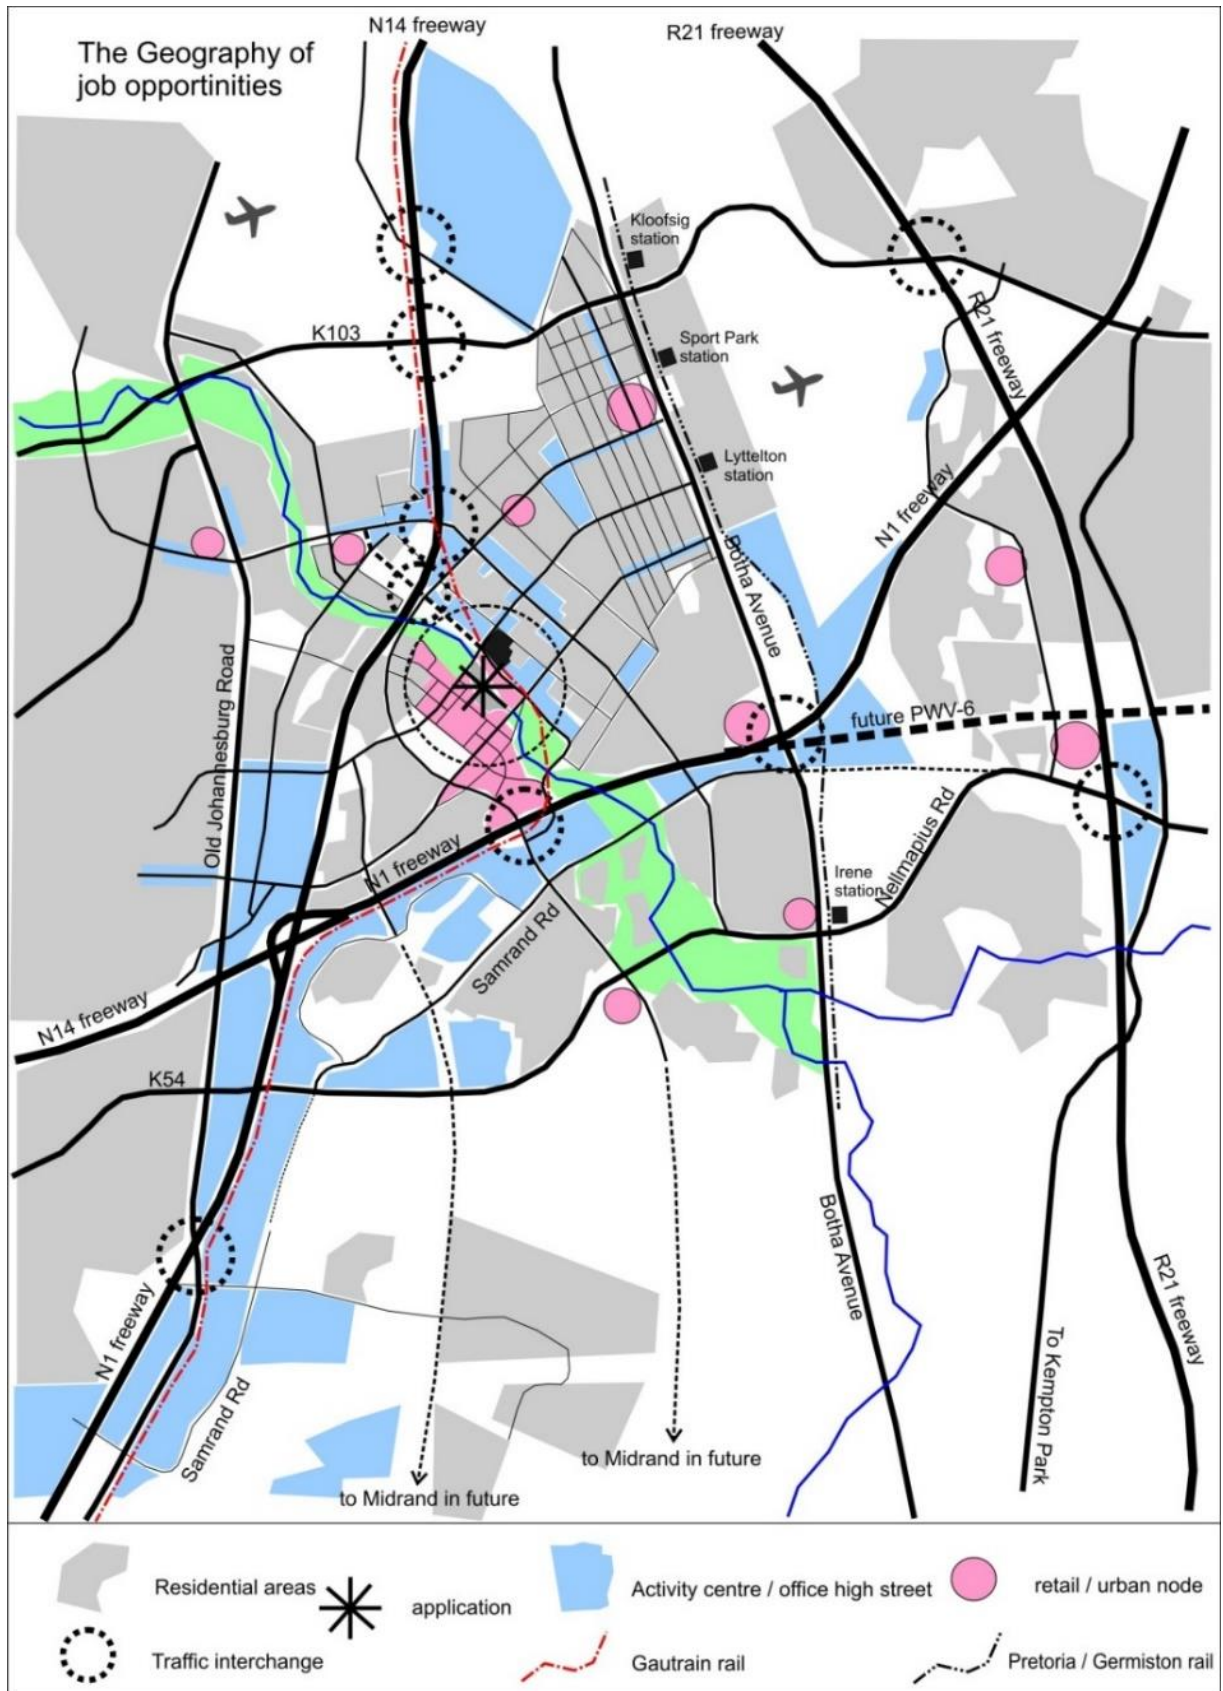 N14 freeway
R21 freeway
The Geography of
job opportinities
Kloofsig
station
K103
Sport Park
station
R21 freeway
Lyttelton
station
N1 freeway
Botha Avenue
Old Johannesburg Road
future PWV-6
N1 freeway
Nellmapius Rd
Irene
station
Samrand Rd
N14 freeway
K54
Botha Avenue
R21 freeway
N1 freeway
To Kempton Park
Samrand Rd
to Midrand in future
to Midrand in future
Residential areas
application
Activity centre / office high street
retail / urban node
Traffic interchange
Gautrain rail
Pretoria / Germiston rail